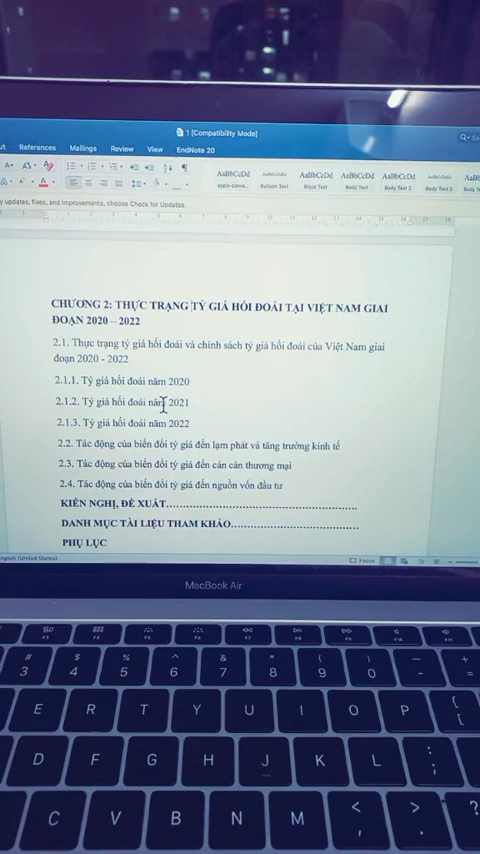 1 [Compatibility Mode]
References Mailings Review View EndNote 20
AaBbCcDd AaBbCcDdEe AaBbCcDd AaBbCcDd AaBbCcDd AaBbCcDd
apple-conve... Balloon Text Block Text Body Text Body Text 2 Body Text 3
updates, fixes, and improvements, choose Check for Updates.
CHƯƠNG 2: THỰC TRẠNG TỶ GIÁ HỐI ĐOÁI TẠI VIỆT NAM GIAI
ĐOẠN 2020 – 2022
2.1. Thực trạng tỷ giá hối đoái và chính sách tỷ giá hối đoái của Việt Nam giai
đoạn 2020 - 2022
2.1.1. Tỷ giá hối đoái năm 2020
2.1.2. Tỷ giá hối đoái năm 2021
2.1.3. Tỷ giá hối đoái năm 2022
2.2. Tác động của biến đổi tỷ giá đến lạm phát và tăng trưởng kinh tế
2.3. Tác động của biến đổi tỷ giá đến cán cân thương mại
2.4. Tác động của biến đổi tỷ giá đến nguồn vốn đầu tư
KIẾN NGHỊ, ĐỀ XUẤT......................................................
DANH MỤC TÀI LIỆU THAM KHẢO....................................
PHỤ LỤC
English (United States) Focus
MacBook Air
F2 F3 F4 F5 F6 F7 F8 F9 F10 F11
# $ % ^ & * ( ) — +
3 4 5 6 7 8 9 0 - =
E R T Y U I O P { [
D F G H J K L : ;
C V B N M < , > . ?